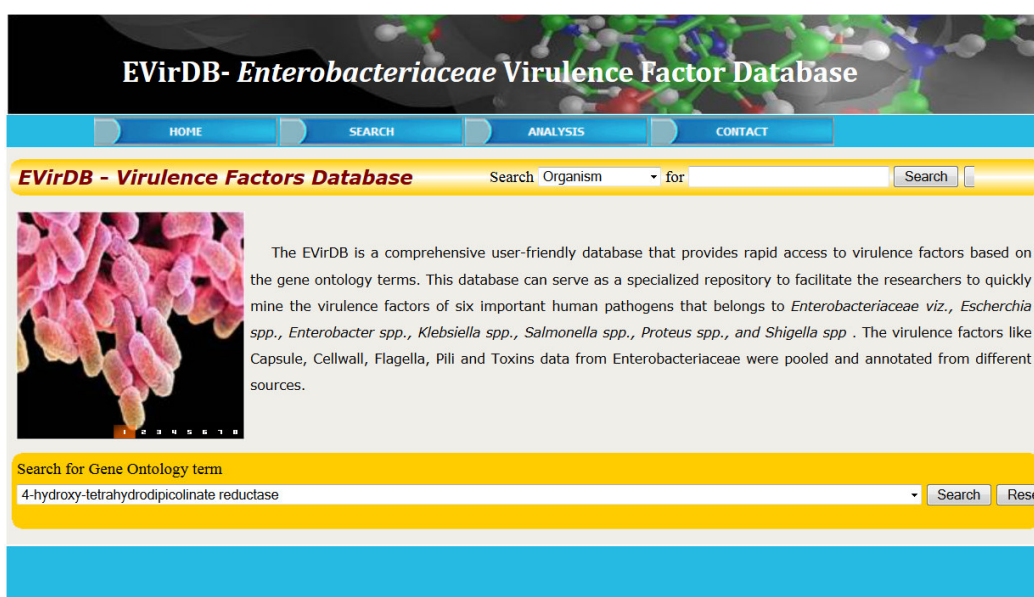 EVirDB- Enterobacteriaceae Virulence Factor Database
HOME SEARCH ANALYSIS CONTACT
EVirDB - Virulence Factors Database Search Organism for Search
The EVirDB is a comprehensive user-friendly database that provides rapid access to virulence factors based on
the gene ontology terms. This database can serve as a specialized repository to facilitate the researchers to quickly
mine the virulence factors of six important human pathogens that belongs to Enterobacteriaceae viz., Escherchia
spp., Enterobacter spp., Klebsiella spp., Salmonella spp., Proteus spp., and Shigella spp . The virulence factors like
Capsule, Cellwall, Flagella, Pili and Toxins data from Enterobacteriaceae were pooled and annotated from different
sources.
1 2 3 4 5 6 7 8
Search for Gene Ontology term
4-hydroxy-tetrahydrodipicolinate reductase Search Rese